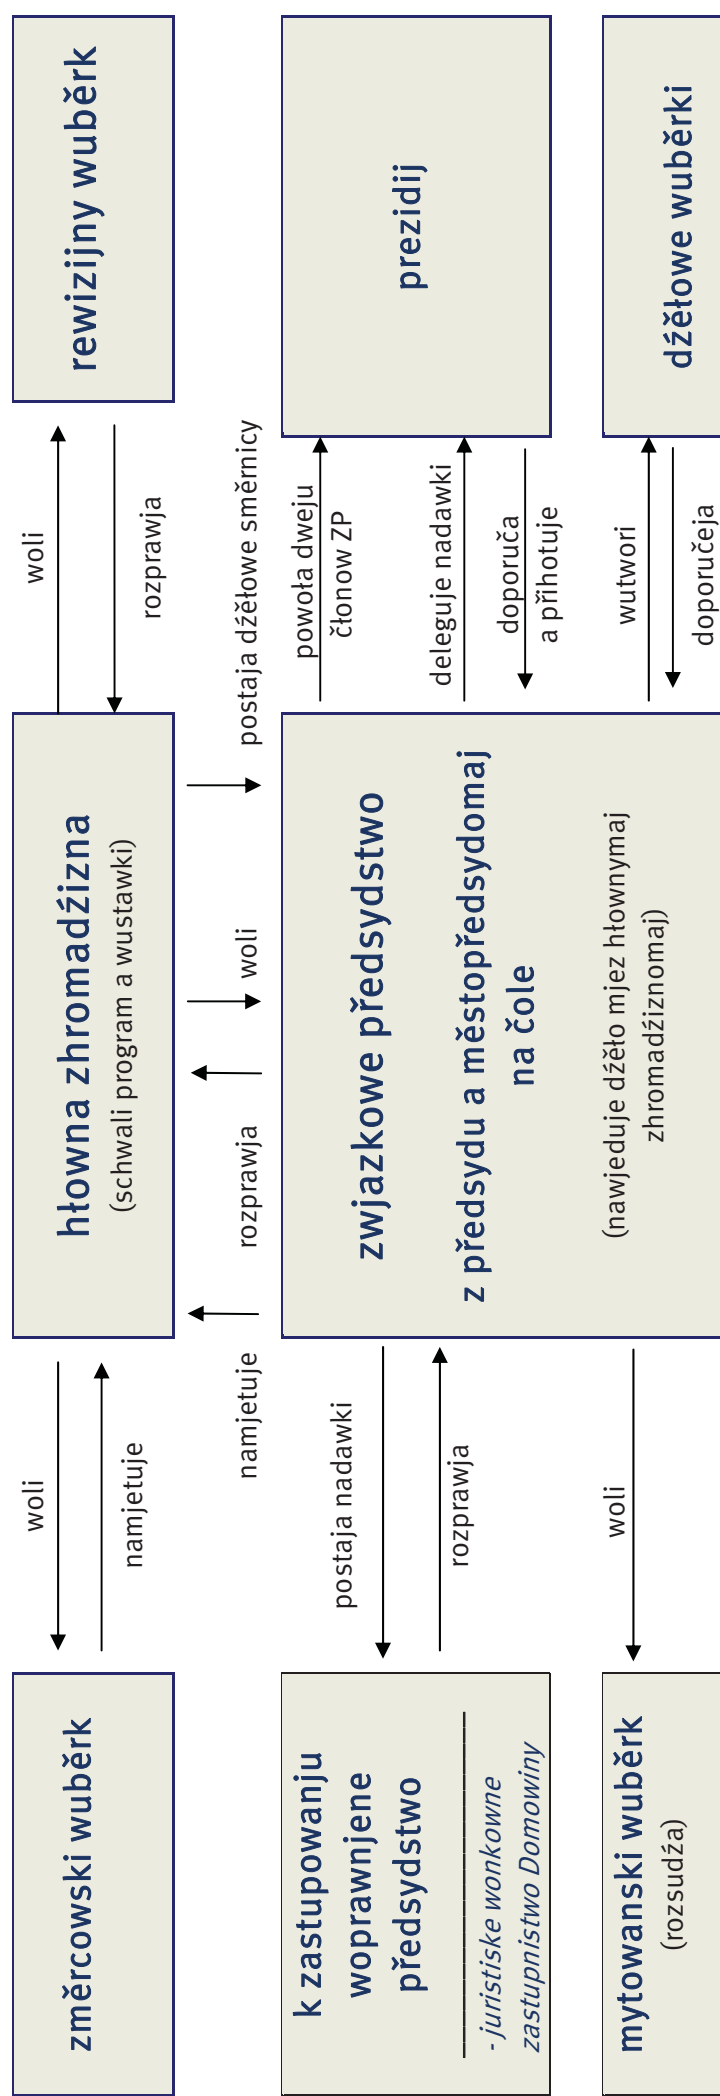 změrcowski wuběrk
woli
namjetuje
hłowna zhromadźizna
(schwali program a wustawki)
woli
rozprawja
rewizijny wuběrk
namjetuje
rozprawja
woli
postaja dźěłowe směrnicy
k zastupowanju
woprawnjene
předsydstwo
- juristiske wonkowne
zastupnistwo Domowiny
postaja nadawki
rozprawja
zwjazkowe předsydstwo
z předsydu a městopředsydomaj
na čole
(nawjeduje dźěło mjez hłownymaj
zhromadźiznomaj)
powoła dweju
čłonow ZP
deleguje nadawki
doporuča
a přihotuje
prezidij
mytowanski wuběrk
(rozsudźa)
woli
wutwori
doporučeja
dźěłowe wuběrki